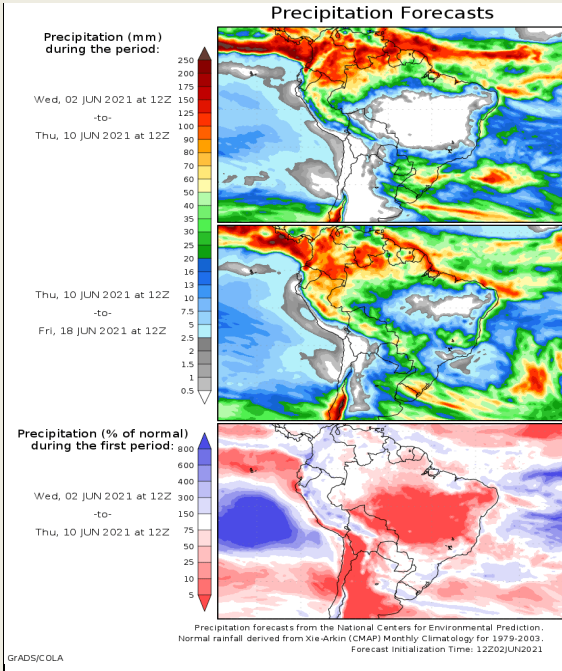 Precipitation Forecasts
Precipitation (mm)
during the period:
Wed, 02 JUN 2021 at 12Z
-to-
Thu, 10 JUN 2021 at 12Z
250
200
175
150
125
100
90
80
70
60
50
40
35
30
25
20
16
13
10
7.5
5
2.5
2
1.5
1
0.5
Thu, 10 JUN 2021 at 12Z
-to-
Fri, 18 JUN 2021 at 12Z
Precipitation (% of normal)
during the first period:
Wed, 02 JUN 2021 at 12Z
-to-
Thu, 10 JUN 2021 at 12Z
800
600
400
300
150
75
50
25
10
5
Precipitation forecasts from the National Centers for Environmental Prediction.
Normal rainfall derived from Xie-Arkin (CMAP) Monthly Climatology for 1979-2003.
Forecast Initialization Time: 12Z02JUN2021
GrADS/COLA